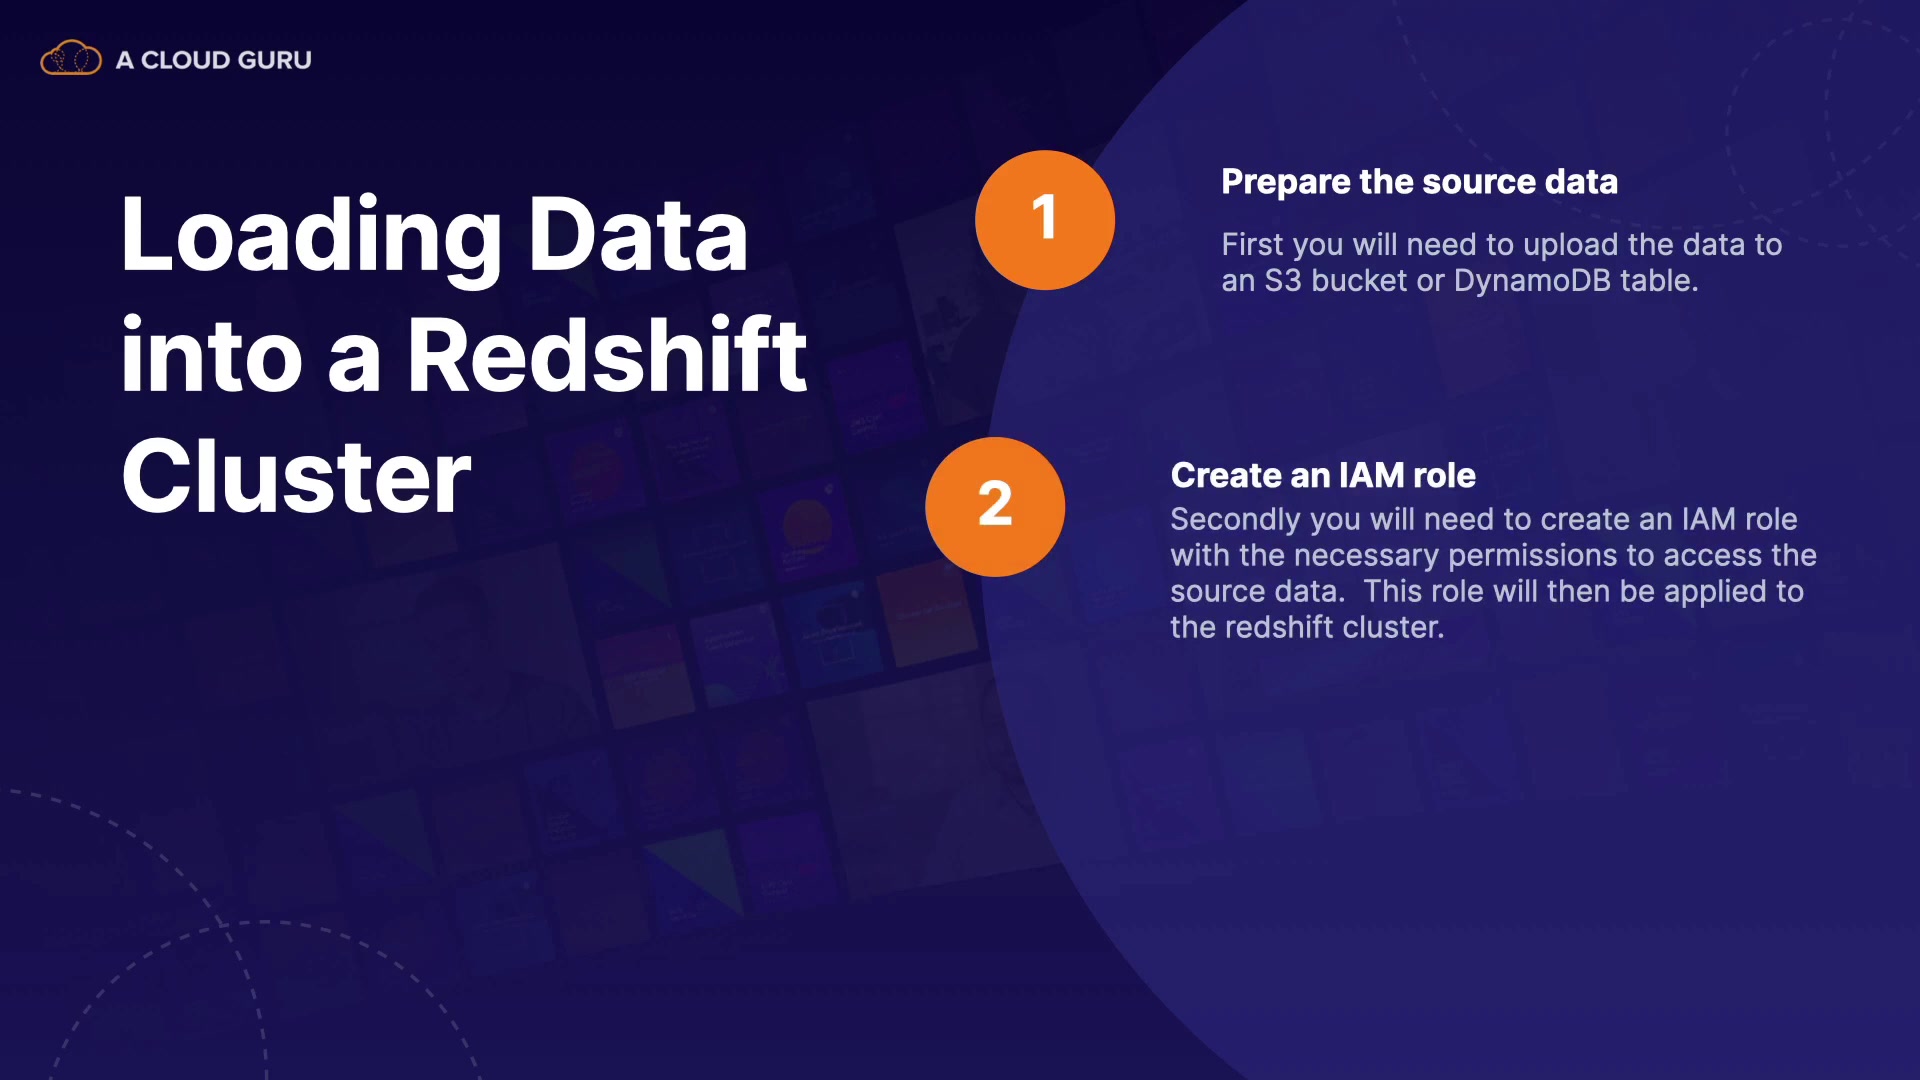 A CLOUD GURU
Loading Data
into a Redshift
Cluster
1
Prepare the source data
First you will need to upload the data to
an S3 bucket or DynamoDB table.
2
Create an IAM role
Secondly you will need to create an IAM role
with the necessary permissions to access the
source data.  This role will then be applied to
the redshift cluster.